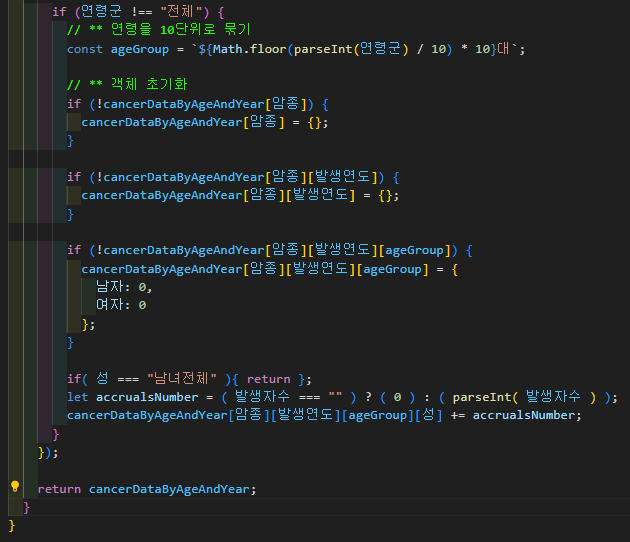 if (연령군 !== "전체") {
// ** 연령을 10단위로 묶기
const ageGroup = `${Math.floor(parseInt(연령군) / 10) * 10}대`;
// ** 객체 초기화
if (!cancerDataByAgeAndYear[암종]) {
cancerDataByAgeAndYear[암종] = {};
}
if (!cancerDataByAgeAndYear[암종][발생연도]) {
cancerDataByAgeAndYear[암종][발생연도] = {};
}
if (!cancerDataByAgeAndYear[암종][발생연도][ageGroup]) {
cancerDataByAgeAndYear[암종][발생연도][ageGroup] = {
남자: 0,
여자: 0
};
}
if( 성 === "남녀전체" ){ return };
let accrualsNumber = ( 발생자수 === "" ) ? ( 0 ) : ( parseInt( 발생자수 ) );
cancerDataByAgeAndYear[암종][발생연도][ageGroup][성] += accrualsNumber;
}
});
return cancerDataByAgeAndYear;
}
}